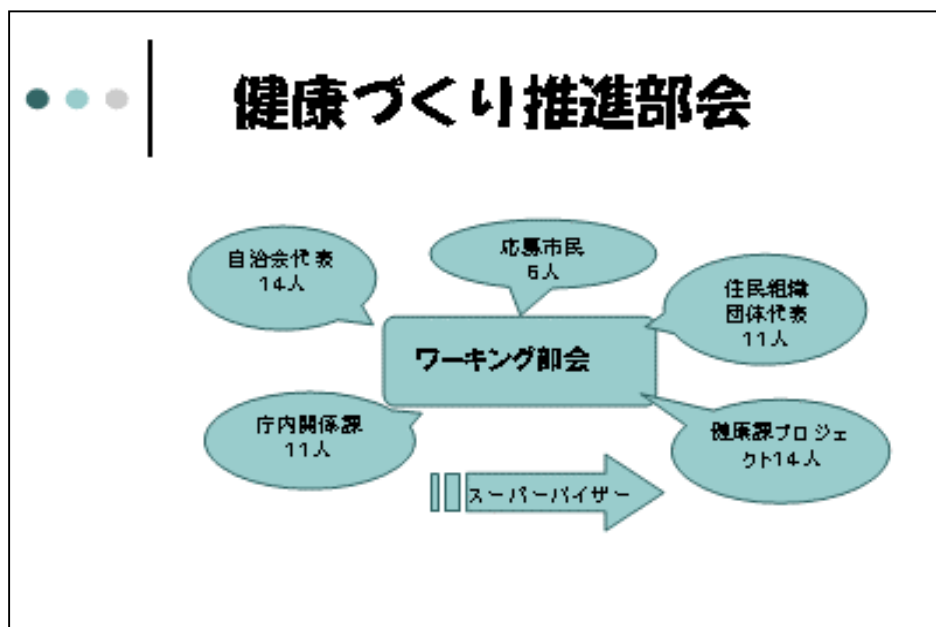 健康づくり推進部会
自治会代表
14人
応募市民
6人
住民組織
団体代表
11人
ワーキング部会
庁内関係課
11人
健康課プロジェ
クト14人
スーパーバイザー